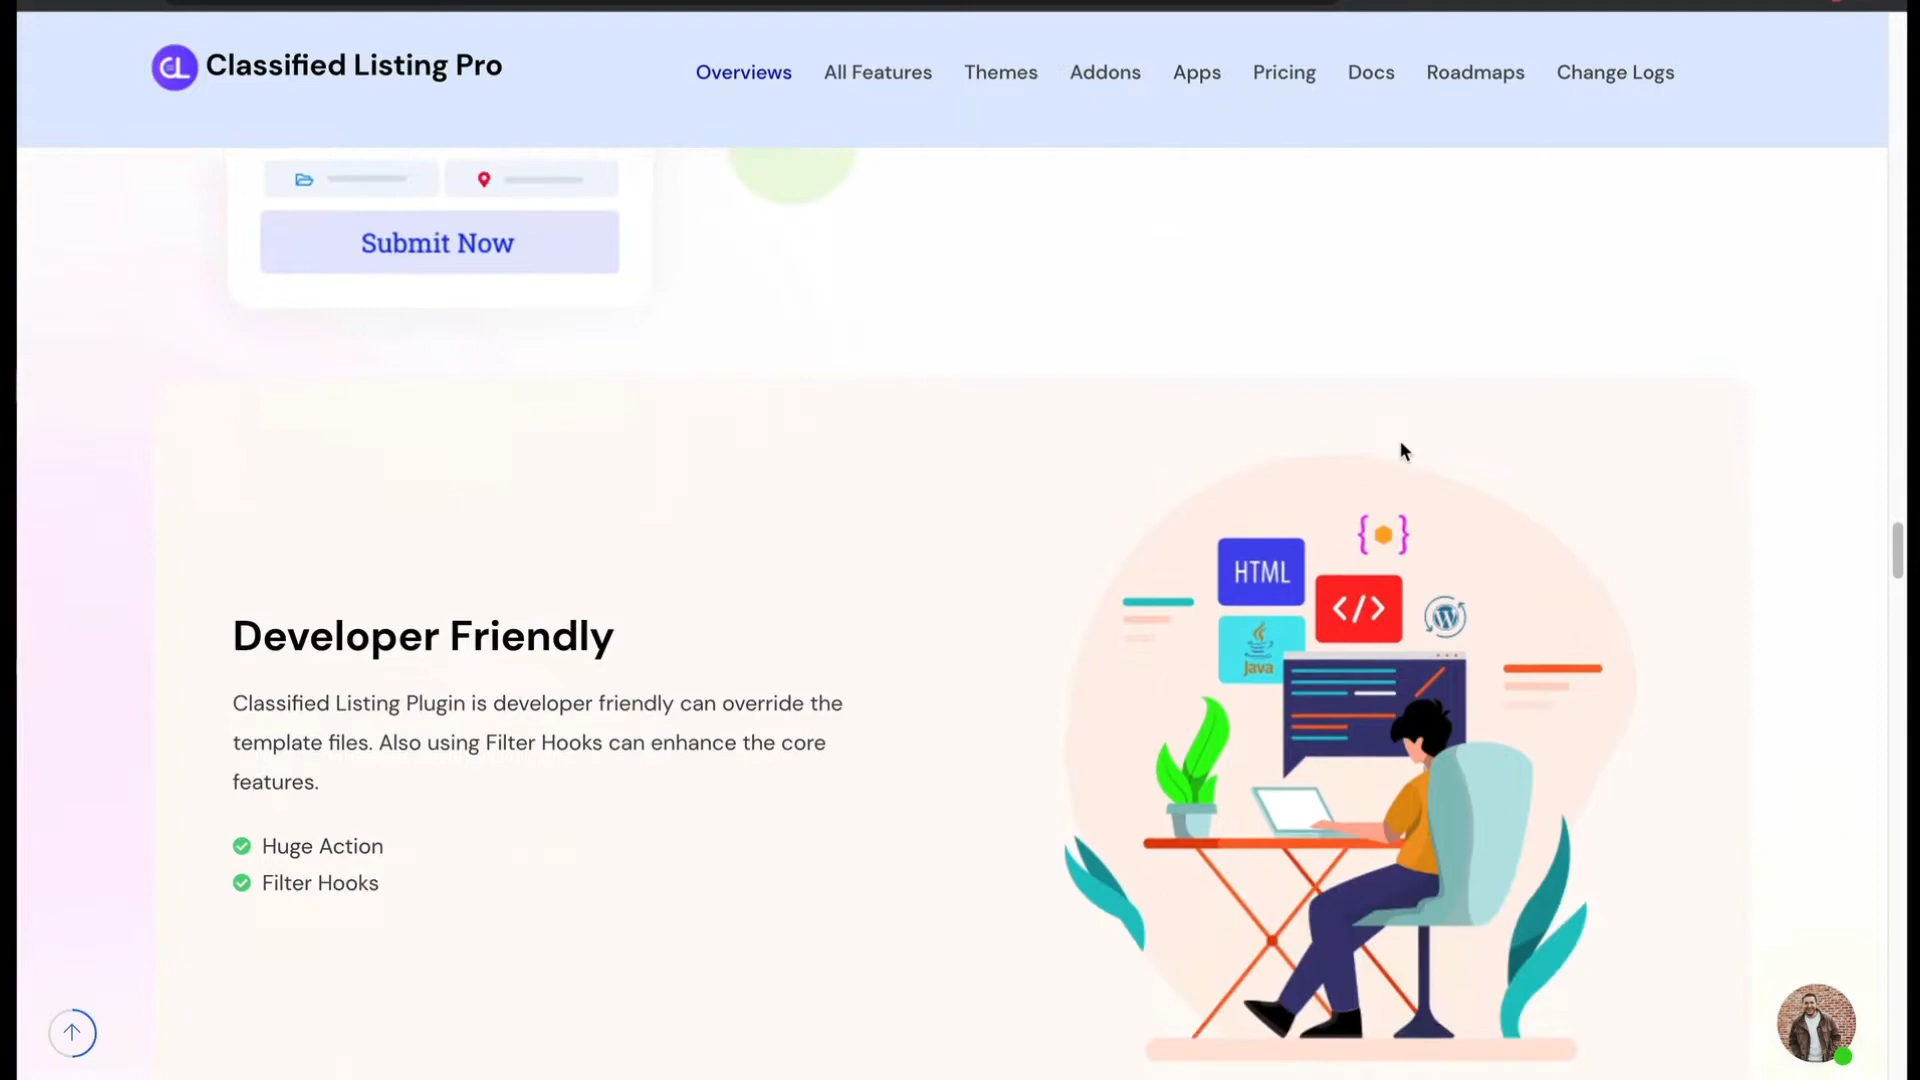 CL Classified Listing Pro
Overviews All Features Themes Addons Apps Pricing Docs Roadmaps Change Logs
Submit Now
HTML
{ }
</>
Java
W
Developer Friendly
Classified Listing Plugin is developer friendly can override the
template files. Also using Filter Hooks can enhance the core
features.
Huge Action
Filter Hooks